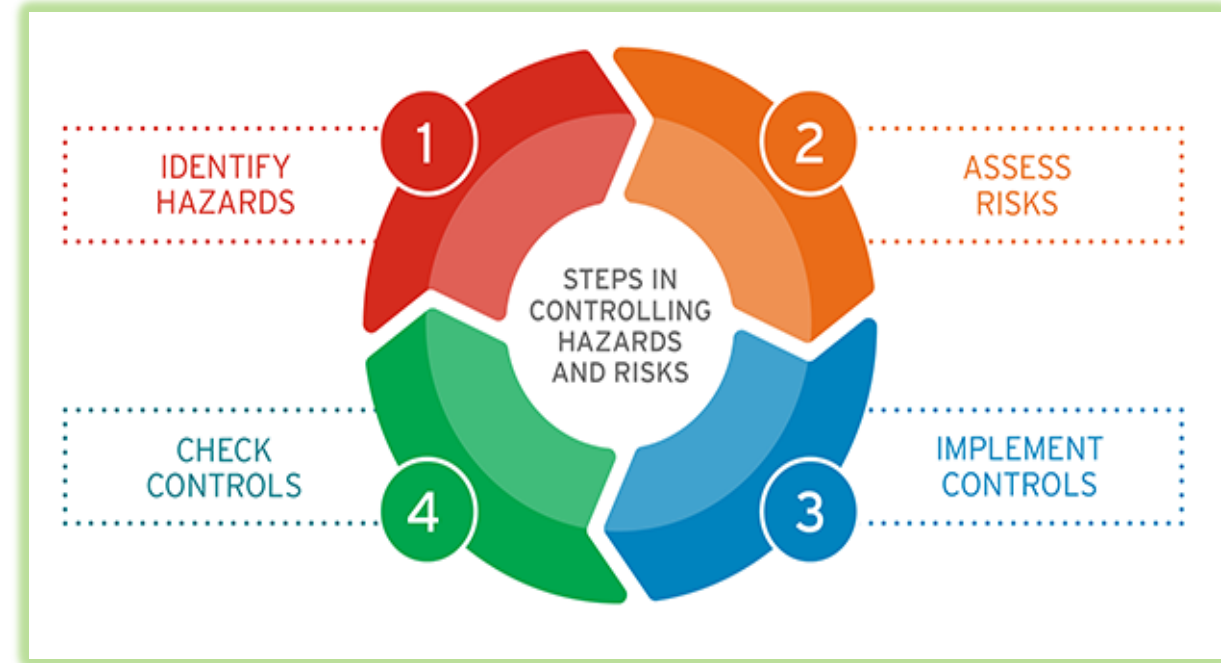 1
IDENTIFY
HAZARDS
2
ASSESS
RISKS
STEPS IN
CONTROLLING
HAZARDS
AND RISKS
3
IMPLEMENT
CONTROLS
4
CHECK
CONTROLS